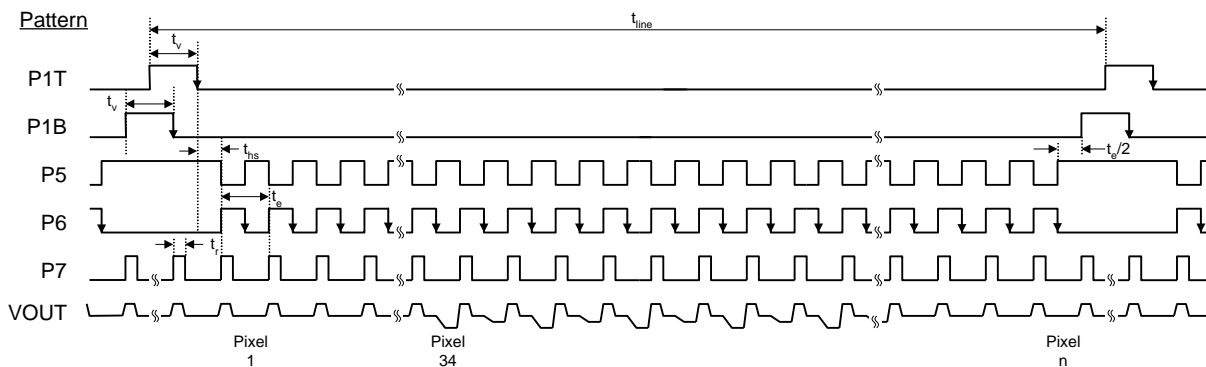 Pattern
t_line
t_v
P1T
t_v
P1B
t_hs
t_e/2
P5
t_e
P6
t_r
P7
VOUT
Pixel
1
Pixel
34
Pixel
n